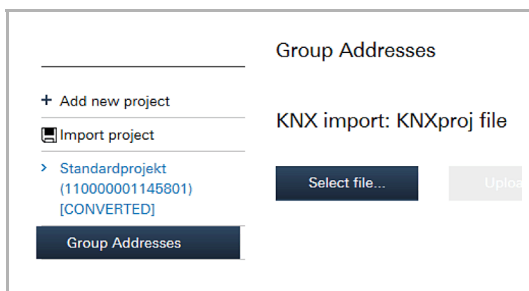 Group Addresses
+ Add new project
KNX import: KNXproj file
Import project
> Standardprojekt
(110000001145801)
[CONVERTED]
Select file...
Group Addresses